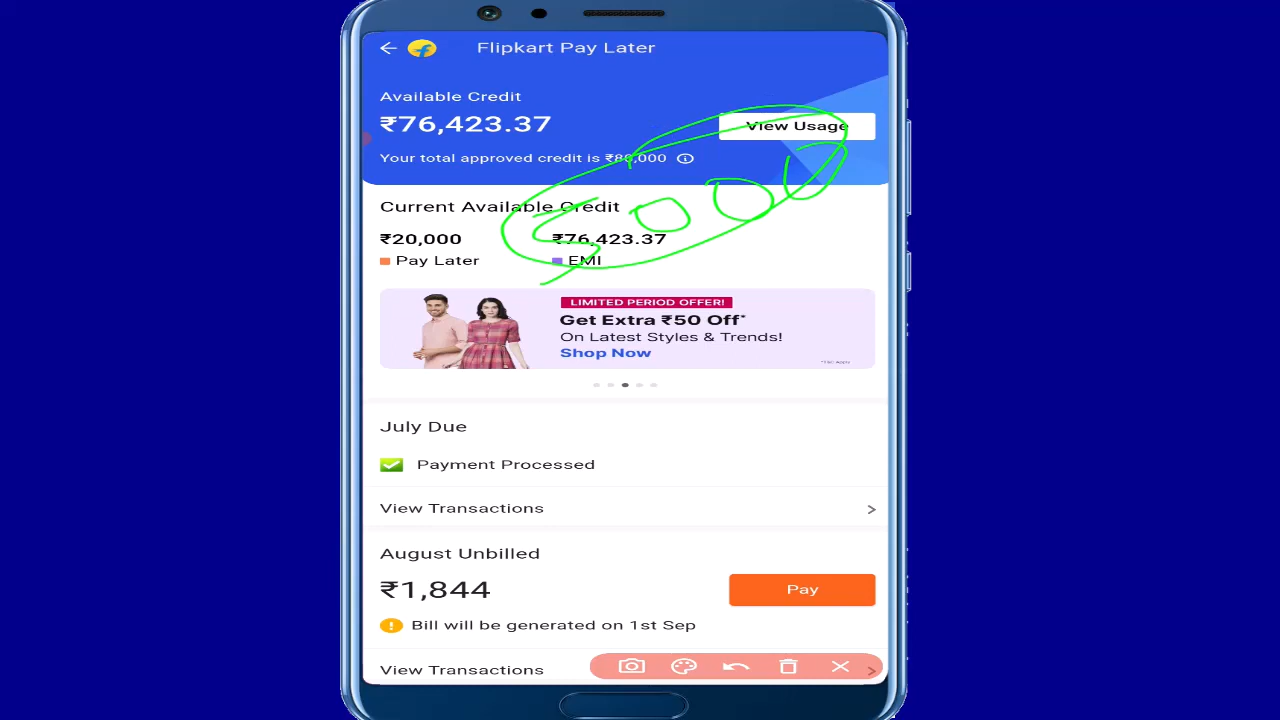 Flipkart Pay Later
Available Credit
₹76,423.37
View Usage
Your total approved credit is ₹80,000
5000
Current Available Credit
₹20,000
₹76,423.37
Pay Later
EMI
LIMITED PERIOD OFFER!
Get Extra ₹50 Off*
On Latest Styles & Trends!
Shop Now
*T&C Apply
July Due
Payment Processed
View Transactions
August Unbilled
₹1,844
Pay
Bill will be generated on 1st Sep
View Transactions